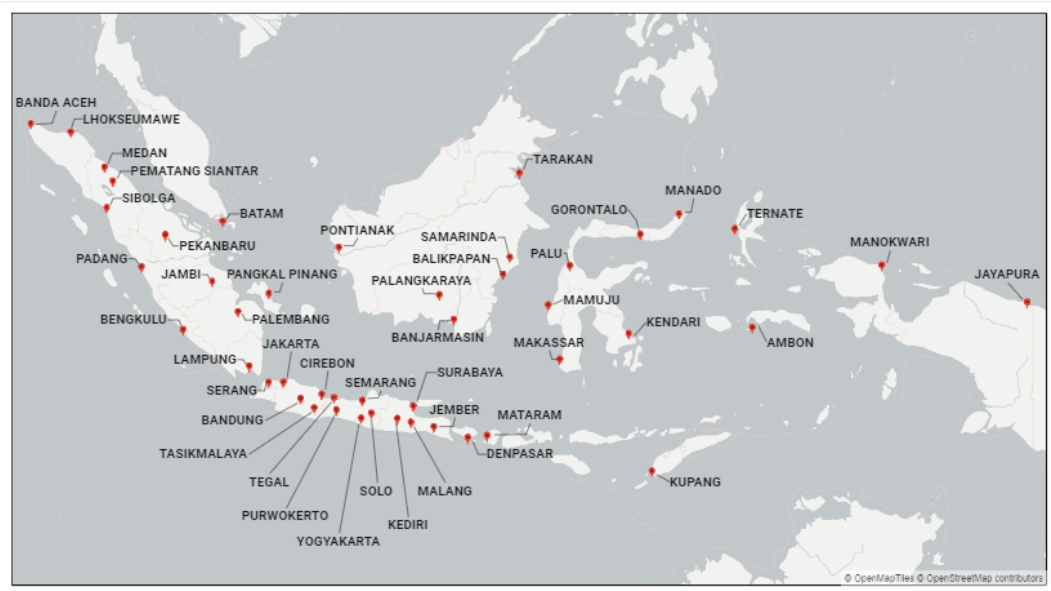 BANDA ACEH
LHOKSEUMAWE
MEDAN
TARAKAN
PEMATANG SIANTAR
MANADO
SIBOLGA
GORONTALO
BATAM
TERNATE
PONTIANAK
SAMARINDA
MANOKWARI
PEKANBARU
PALU
PADANG
BALIKPAPAN
JAMBI
PANGKAL PINANG
JAYAPURA
PALANGKARAYA
MAMUJU
BENGKULU
PALEMBANG
KENDARI
BANJARMASIN
JAKARTA
MAKASSAR
AMBON
LAMPUNG
CIREBON
SURABAYA
SEMARANG
SERANG
JEMBER
MATARAM
BANDUNG
TASIKMALAYA
DENPASAR
TEGAL
KUPANG
SOLO
MALANG
PURWOKERTO
KEDIRI
YOGYAKARTA
© OpenMapTiles © OpenStreetMap contributors